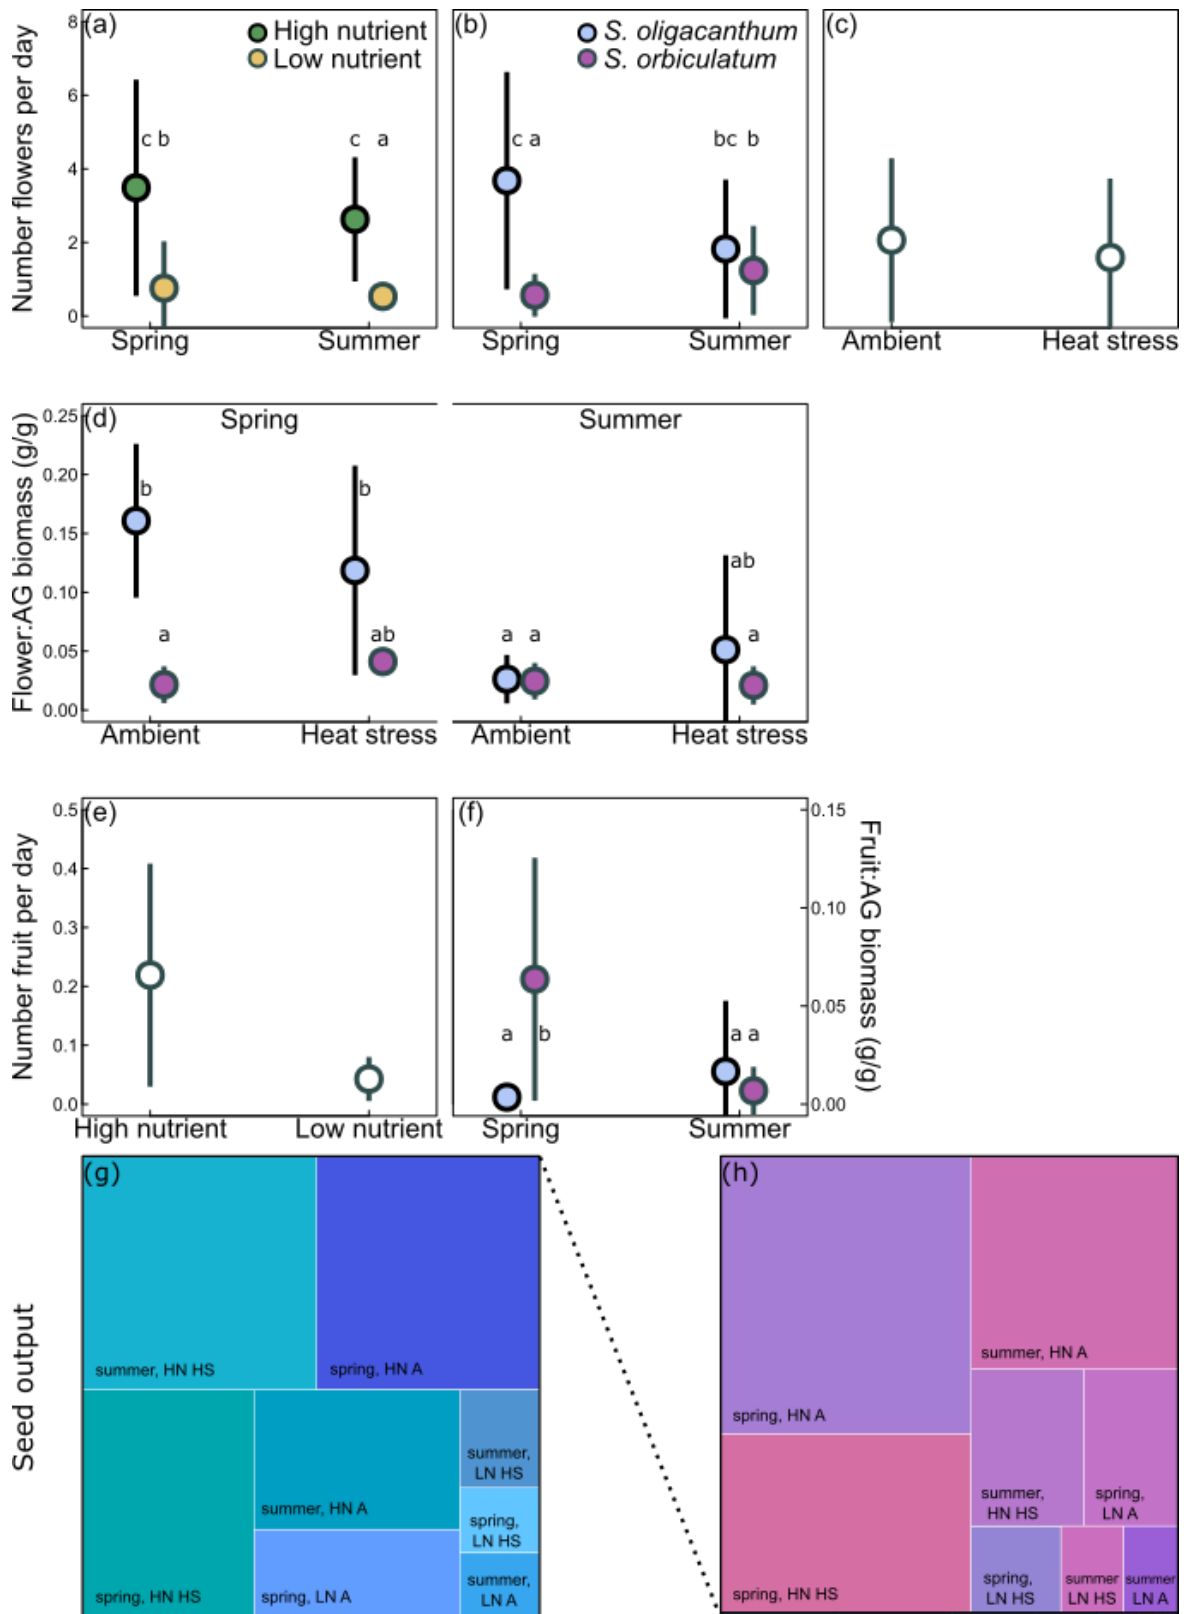 (a)
High nutrient
Low nutrient
(b)
S. oligacanthum
S. orbiculatum
(c)
Number flowers per day
8
6
4
2
0
c b
c a
c a
bc b
Spring
Summer
Spring
Summer
Ambient
Heat stress
(d)
Spring
Summer
Flower:AG biomass (g/g)
0.25
0.20
0.15
0.10
0.05
0.00
b
a
b
ab
a a
ab
a
Ambient
Heat stress
Ambient
Heat stress
(e)
(f)
Number fruit per day
0.5
0.4
0.3
0.2
0.1
0.0
a
b
a a
0.15
0.10
0.05
0.00
Fruit:AG biomass (g/g)
High nutrient
Low nutrient
Spring
Summer
Seed output
(g)
summer, HN HS
spring, HN A
spring, HN HS
summer, HN A
spring, LN A
summer,
LN HS
spring,
LN HS
summer,
LN A
(h)
spring, HN A
summer, HN A
spring, HN HS
summer,
HN HS
spring,
LN A
spring,
LN HS
summer
LN HS
summer
LN A